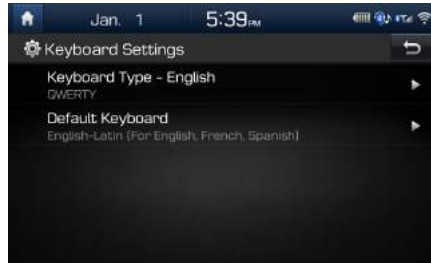 Jan. 1 5:39PM
Keyboard Settings
Keyboard Type - English
QWERTY
Default Keyboard
English-Latin (For English, French, Spanish)